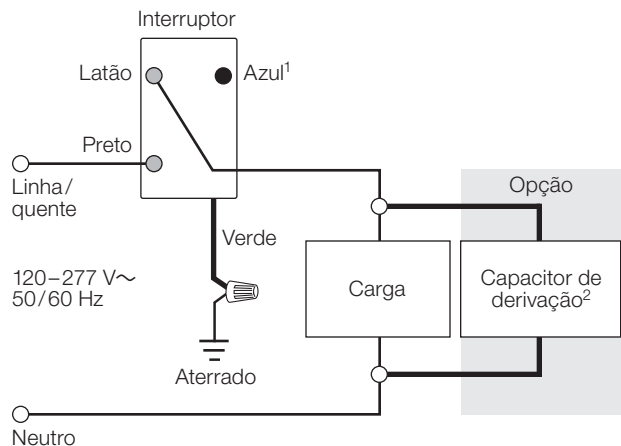 Interruptor
Latão
Azul¹
Preto
Linha/
quente
Opção
Verde
120–277 V~
50/60 Hz
Carga
Capacitor de
derivação²
Aterrado
Neutro